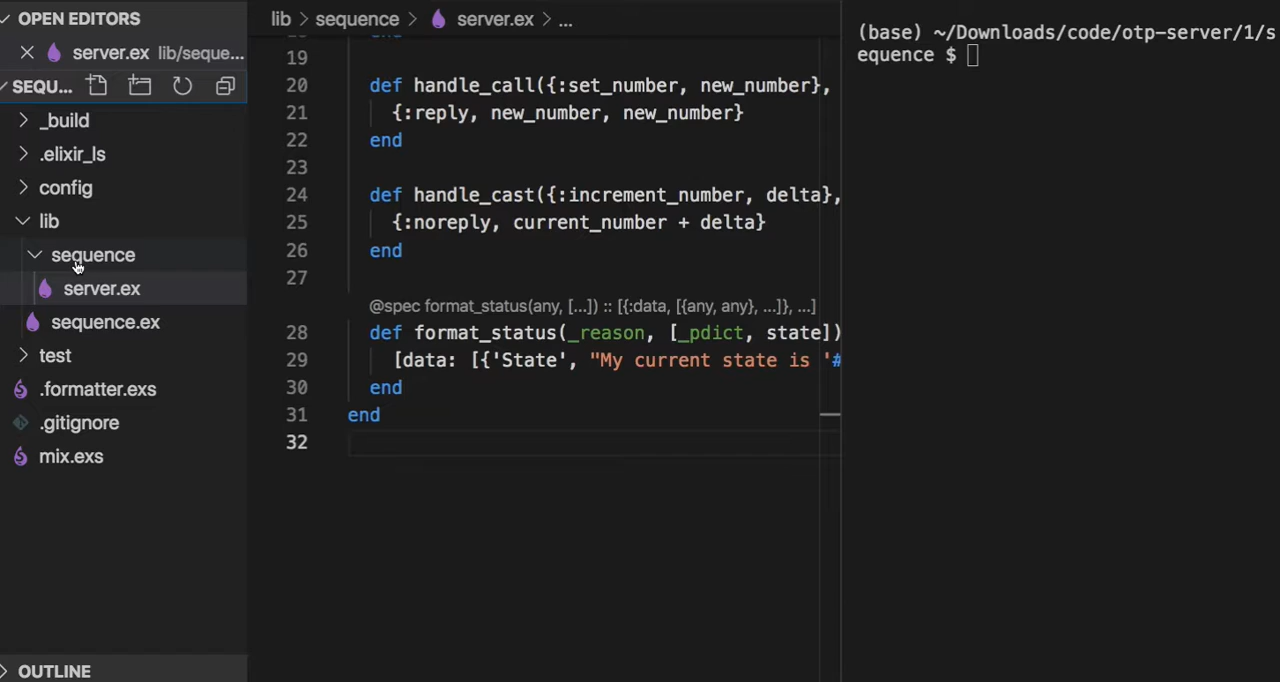 OPEN EDITORS
server.ex lib/seque...
SEQU...
_build
.elixir_ls
config
lib
sequence
server.ex
sequence.ex
test
.formatter.exs
.gitignore
mix.exs
OUTLINE
lib > sequence > server.ex > ...
19
20 def handle_call({:set_number, new_number},
21 {:reply, new_number, new_number}
22 end
23
24 def handle_cast({:increment_number, delta},
25 {:noreply, current_number + delta}
26 end
27
@spec format_status(any, [...]) :: [{:data, [{any, any}, ...]}, ...]
28 def format_status(_reason, [_pdict, state])
29 [data: [{'State', "My current state is '#
30 end
31 end
32
(base) ~/Downloads/code/otp-server/1/s
equence $